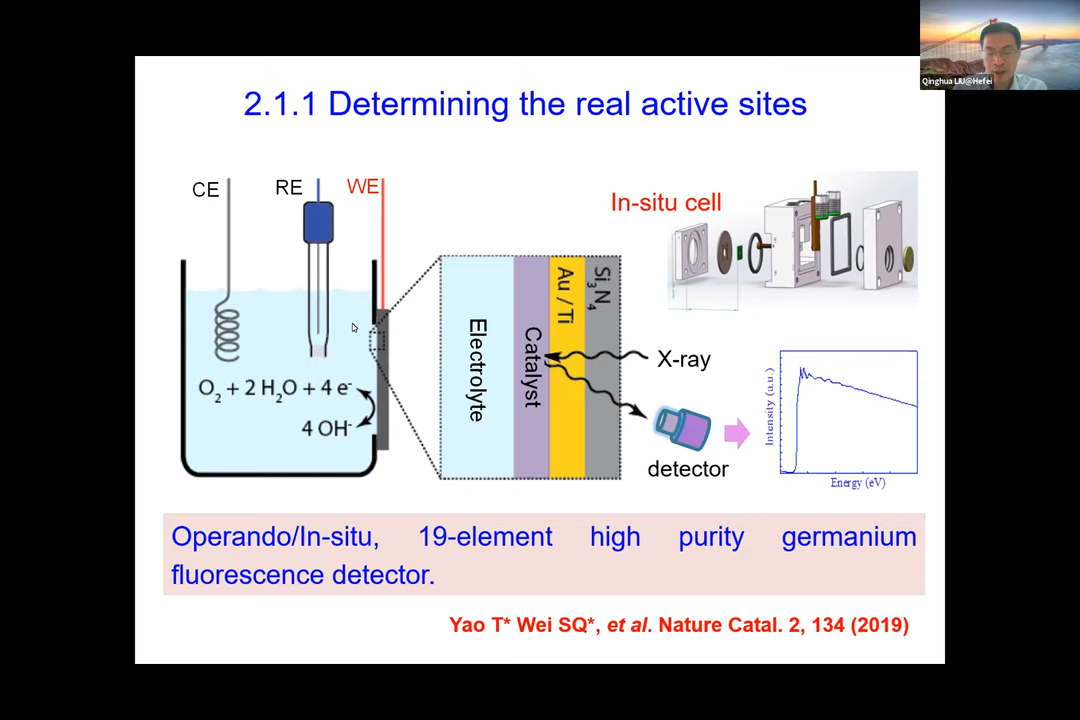 Qinghua LIU@Hefei
2.1.1 Determining the real active sites
CE
RE
WE
In-situ cell
O₂ + 2 H₂O + 4 e⁻
4 OH⁻
Electrolyte
Catalyst
Au / Ti
Si₃N₄
X-ray
detector
Intensity (a.u.)
Energy (eV)
Operando/In-situ, 19-element high purity germanium
fluorescence detector.
Yao T* Wei SQ*, et al. Nature Catal. 2, 134 (2019)